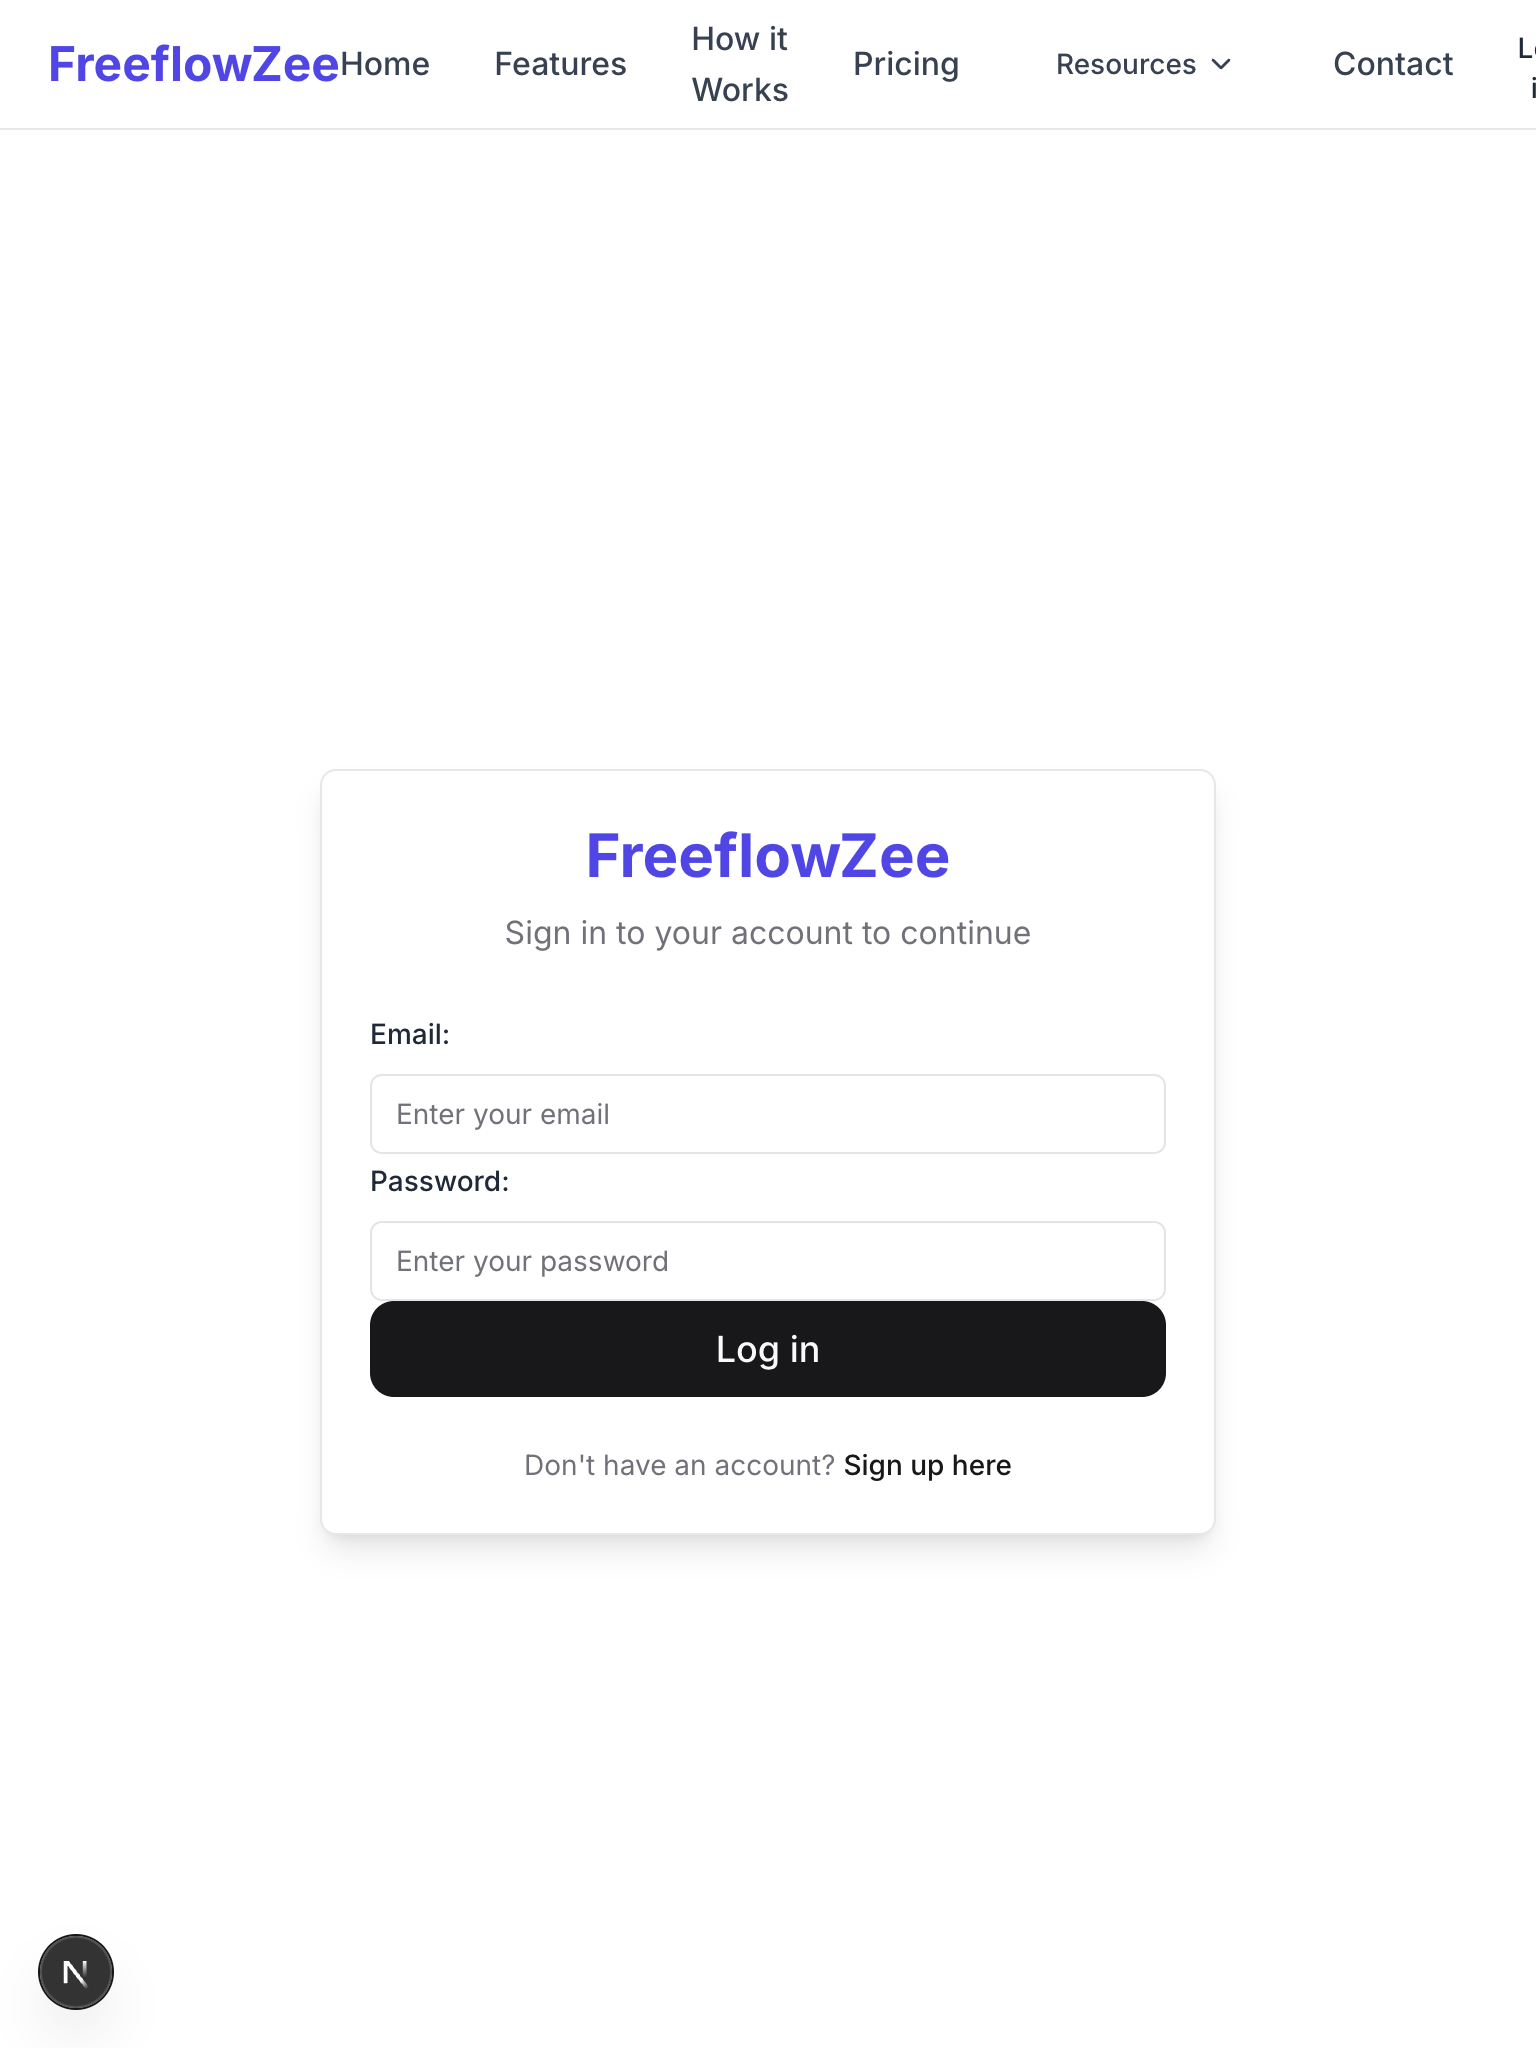 FreeflowZee Home Features How it Works Pricing Resources Contact
FreeflowZee
Sign in to your account to continue
Email:
Enter your email
Password:
Enter your password
Log in
Don't have an account? Sign up here
N